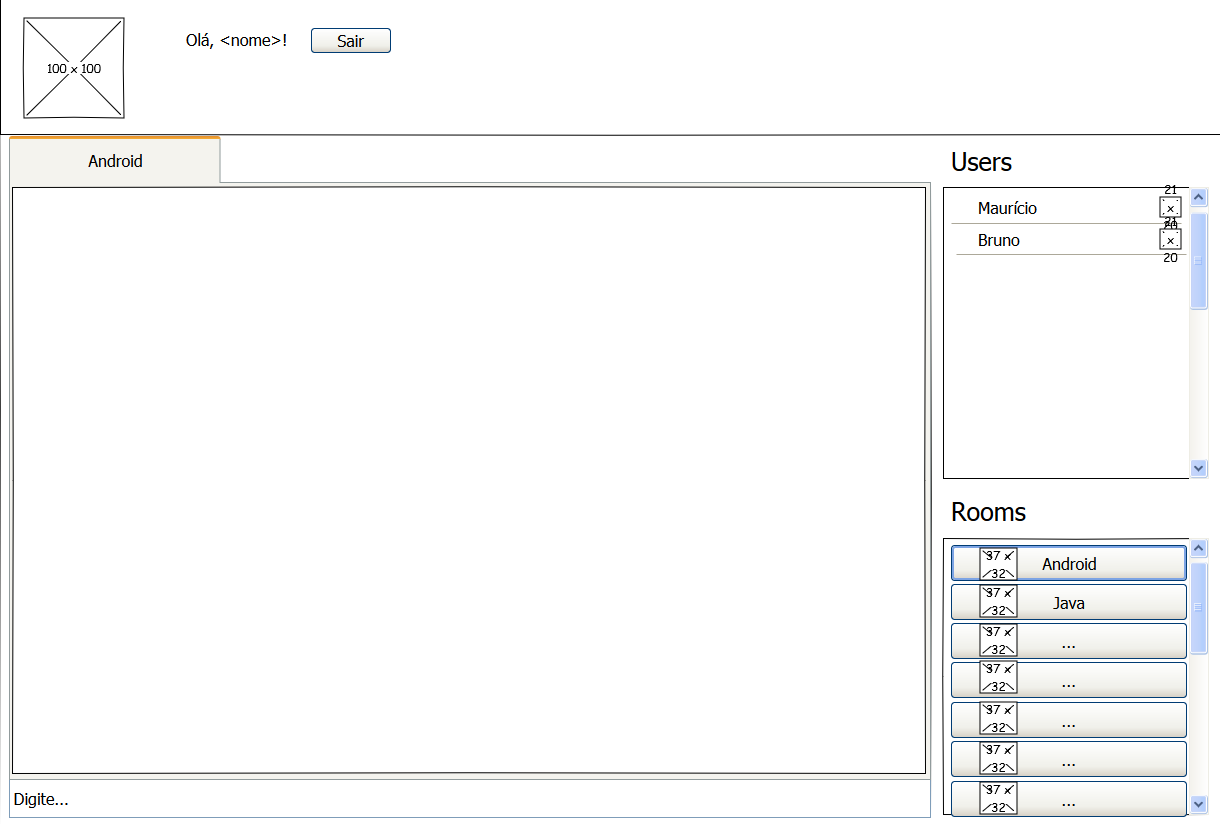 Olá, <nome>!
Sair
100 x 100
Android
Users
21
Maurício
x
20
21
Bruno
x
20
Digite...
Rooms
37 x
32
Android
37 x
32
Java
37 x
32
...
37 x
32
...
37 x
32
...
37 x
32
...
37 x
32
...